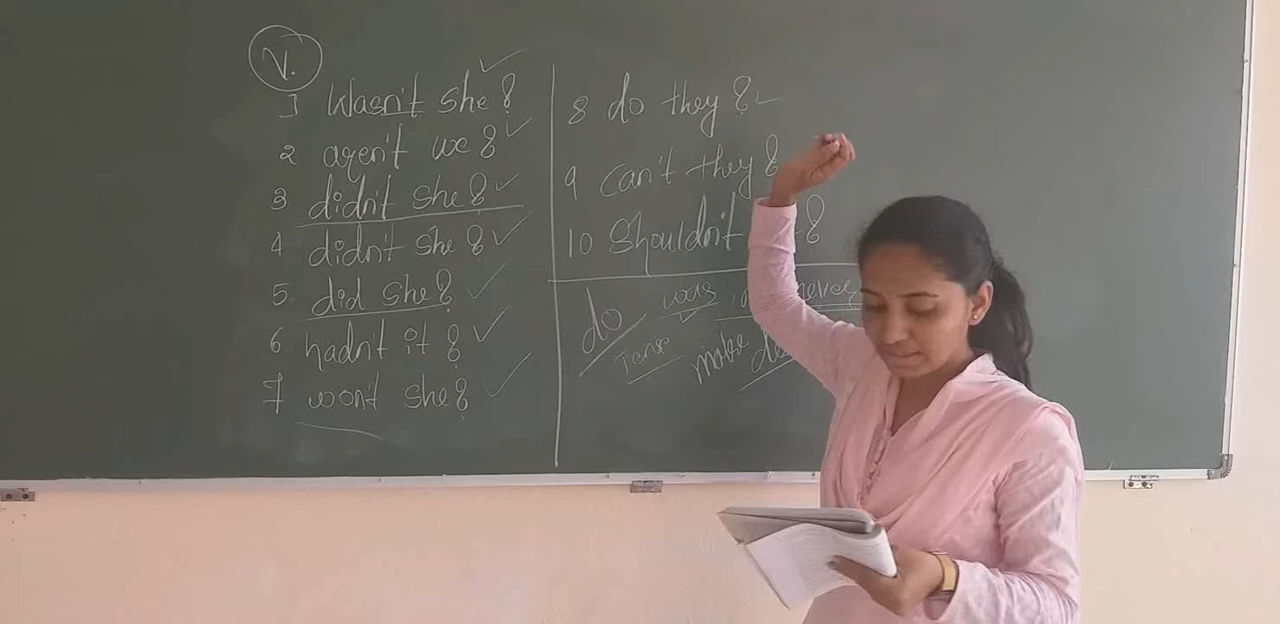 V.
1 Wasn't she?
2 aren't we?
3 didn't she?
4 didn't she?
5 did she?
6 hadn't it?
7 won't she?
8 do they?
9 can't they?
10 Shouldn't ?
do was never
Tense make